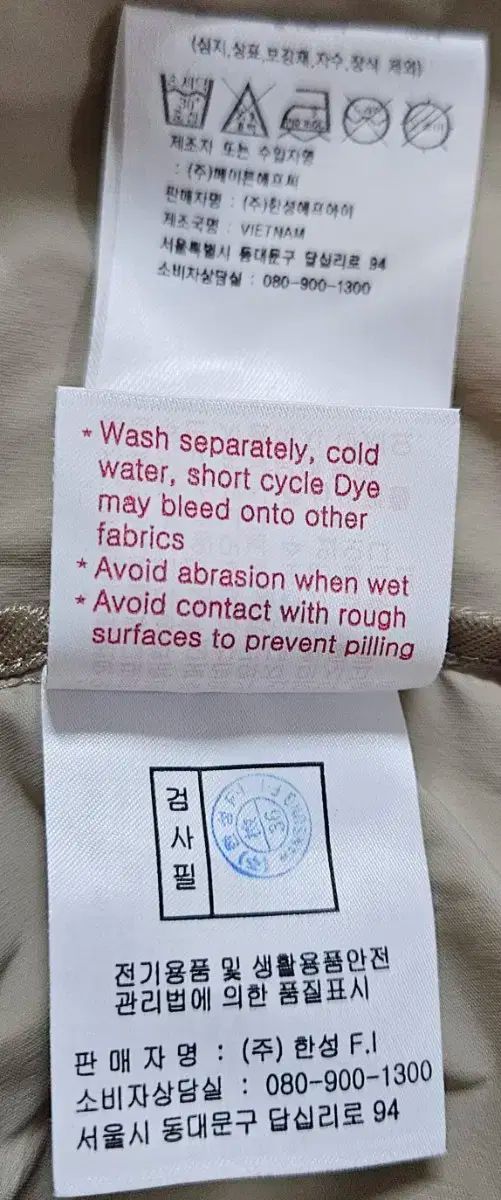 (심지,상표,보강재,자수,장식 제외)
제조자 또는 수입자명
: (주)메이븐에프씨
판매자명 : (주)한성에프아이
제조국명 : VIETNAM
서울특별시 동대문구 답십리로 94
소비자상담실 : 080-900-1300
* Wash separately, cold
water, short cycle Dye
may bleed onto other
fabrics
* Avoid abrasion when wet
* Avoid contact with rough
surfaces to prevent pilling
검사필
전기용품 및 생활용품안전
관리법에 의한 품질표시
판 매 자 명 : (주) 한성 F.I
소비자상담실 : 080-900-1300
서울시 동대문구 답십리로 94